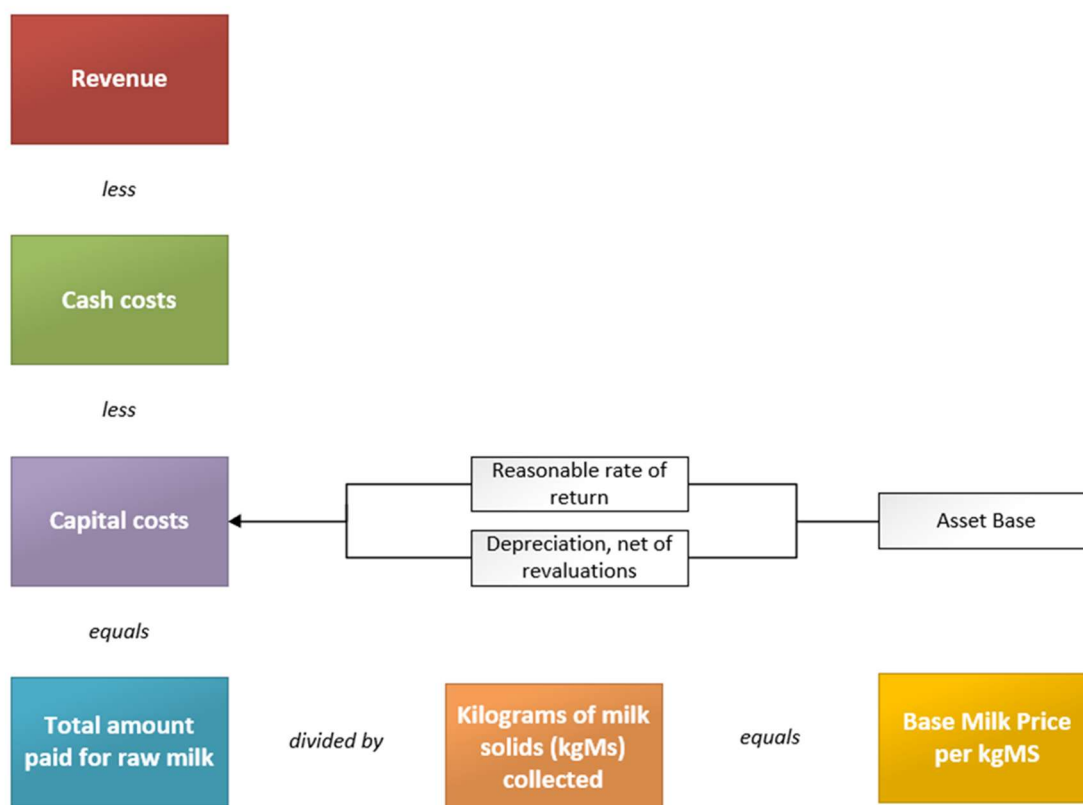 Revenue
less
Cash costs
less
Capital costs
Reasonable rate of
return
Depreciation, net of
revaluations
Asset Base
equals
Total amount
paid for raw milk
divided by
Kilograms of milk
solids (kgMs)
collected
equals
Base Milk Price
per kgMS